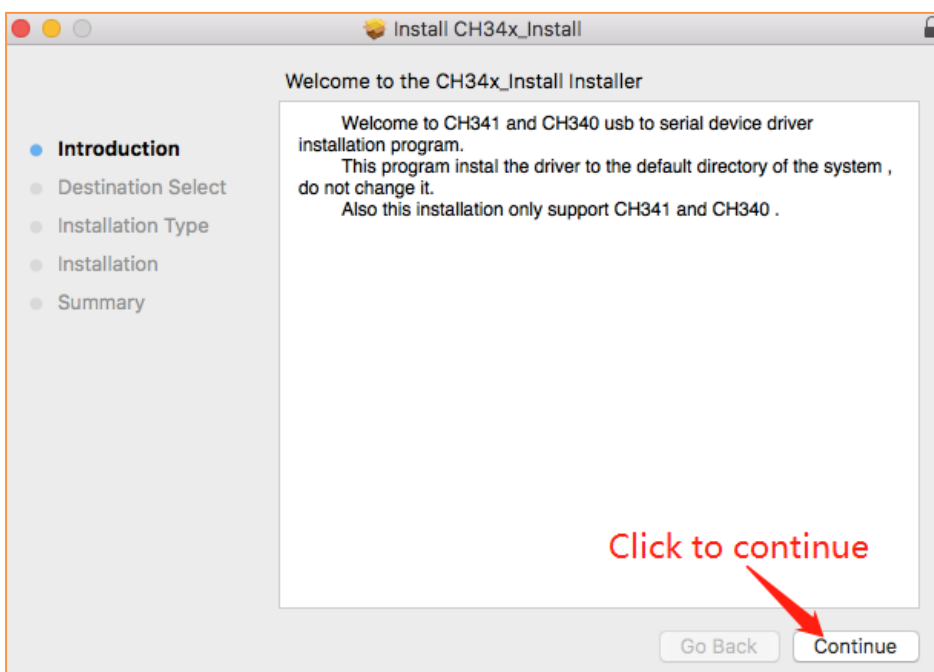 Install CH34x_Install
Welcome to the CH34x_Install Installer
Introduction
Destination Select
Installation Type
Installation
Summary
Welcome to CH341 and CH340 usb to serial device driver
installation program.
This program instal the driver to the default directory of the system ,
do not change it.
Also this installation only support CH341 and CH340 .
Click to continue
Go Back
Continue